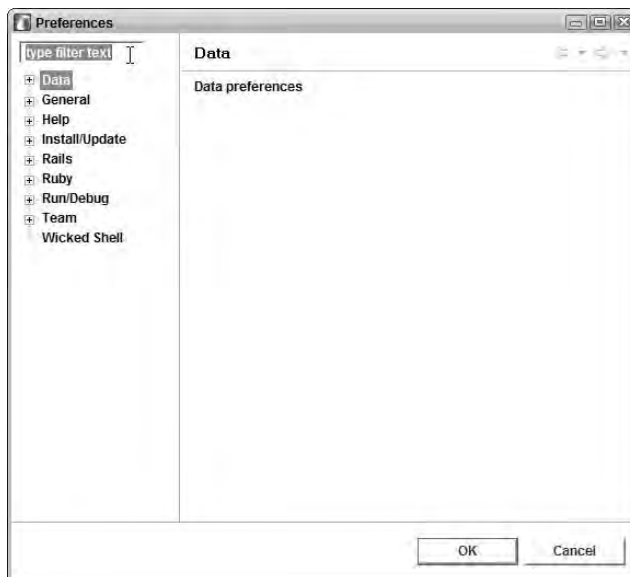 Preferences
type filter text
Data
General
Help
Install/Update
Rails
Ruby
Run/Debug
Team
Wicked Shell
Data
Data preferences
OK
Cancel